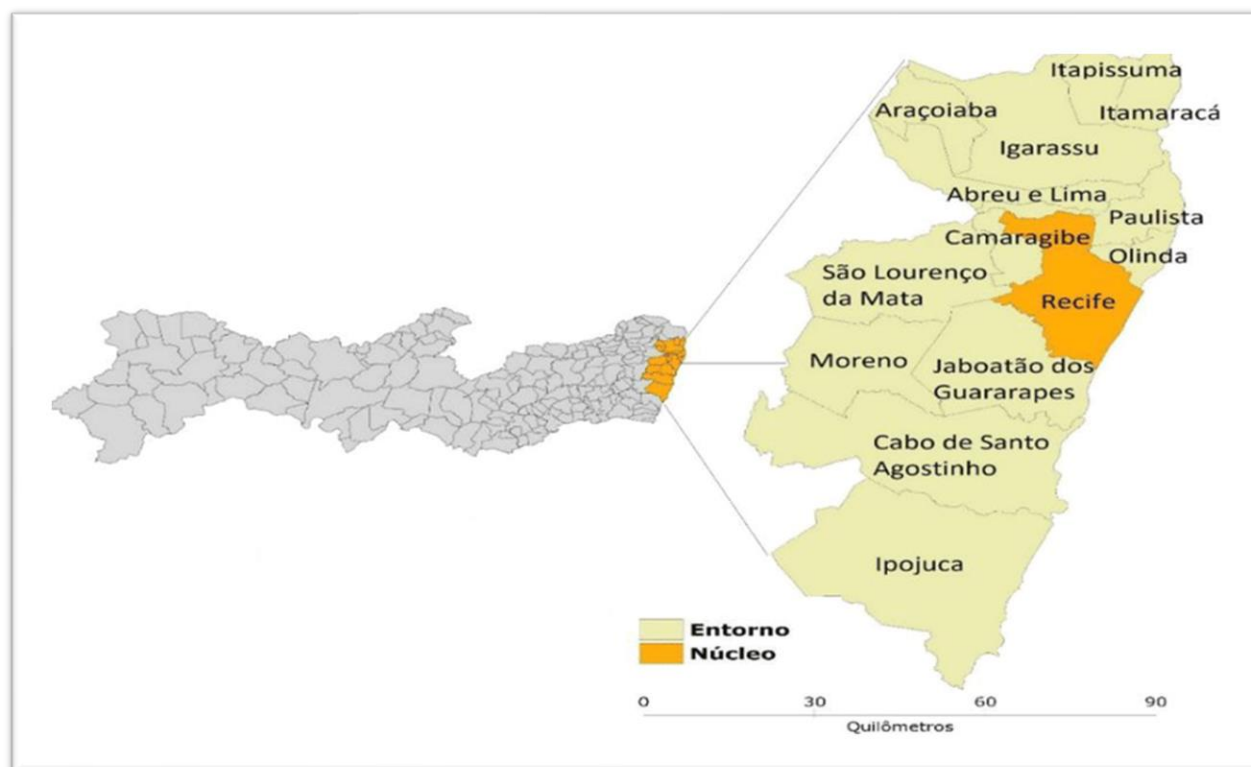 Itapissuma
Araçoiaba
Itamaracá
Igarassu
Abreu e Lima
Paulista
Camaragibe
Olinda
São Lourenço
da Mata
Recife
Moreno
Jaboatão dos
Guararapes
Cabo de Santo
Agostinho
Ipojuca
Entorno
Núcleo
0 30 60 90
Quilômetros